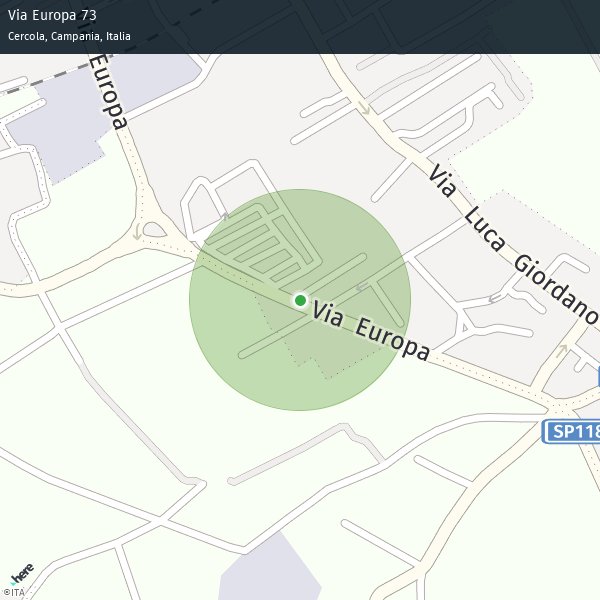 Via Europa 73
Cercola, Campania, Italia
Europa
Via Luca Giordano
Via Europa
SP118
here
©ITA